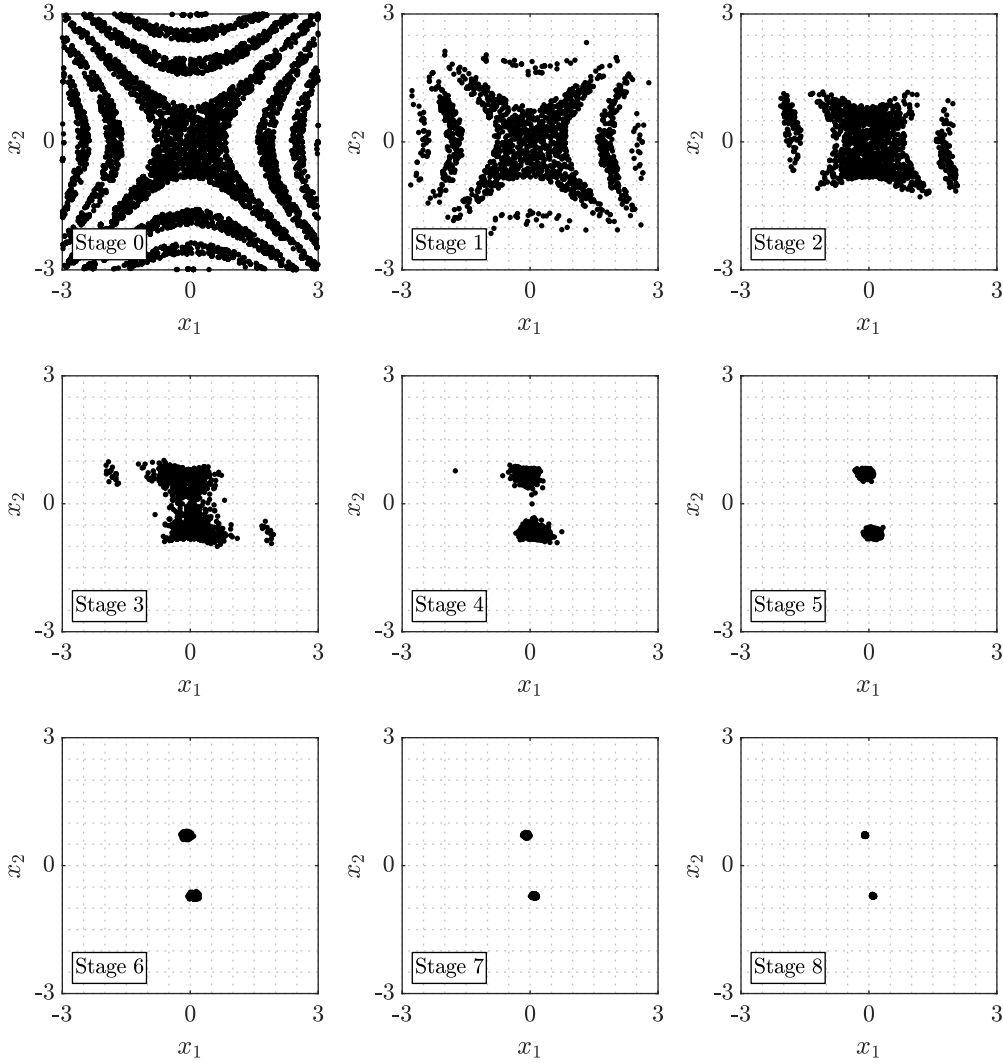 3
x₂
0
Stage 0
-3
-3 0 3
x₁
3
x₂
0
Stage 1
-3
-3 0 3
x₁
3
x₂
0
Stage 2
-3
-3 0 3
x₁
3
x₂
0
Stage 3
-3
-3 0 3
x₁
3
x₂
0
Stage 4
-3
-3 0 3
x₁
3
x₂
0
Stage 5
-3
-3 0 3
x₁
3
x₂
0
Stage 6
-3
-3 0 3
x₁
3
x₂
0
Stage 7
-3
-3 0 3
x₁
3
x₂
0
Stage 8
-3
-3 0 3
x₁